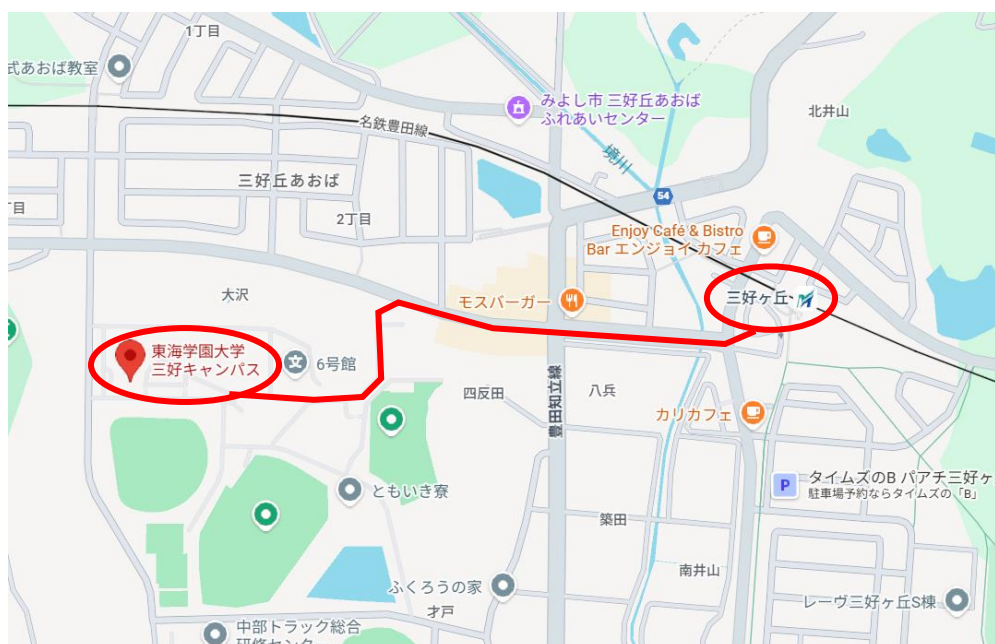 1丁目
式あおば教室
みよし市 三好丘あおば
ふれあいセンター
北井山
名鉄豊田線
境川
三好丘あおば
丁目
2丁目
54
Enjoy Café & Bistro
Bar エンジョイ カフェ
大沢
モスバーガー
三好ヶ丘
東海学園大学
三好キャンパス
文
6号館
四反田
八兵
豊田知立線
カリカフェ
P
タイムズのB パアチ三好ヶ
駐車場予約ならタイムズの「B」
ともいき寮
築田
南井山
ふくろうの家
才戸
レーヴ三好ヶ丘S棟
中部トラック総合
研修センター